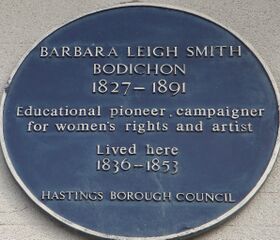 BARBARA LEIGH SMITH
BODICHON
1827–1891
Educational pioneer, campaigner
for women's rights and artist
Lived here
1836–1853
HASTINGS BOROUGH COUNCIL